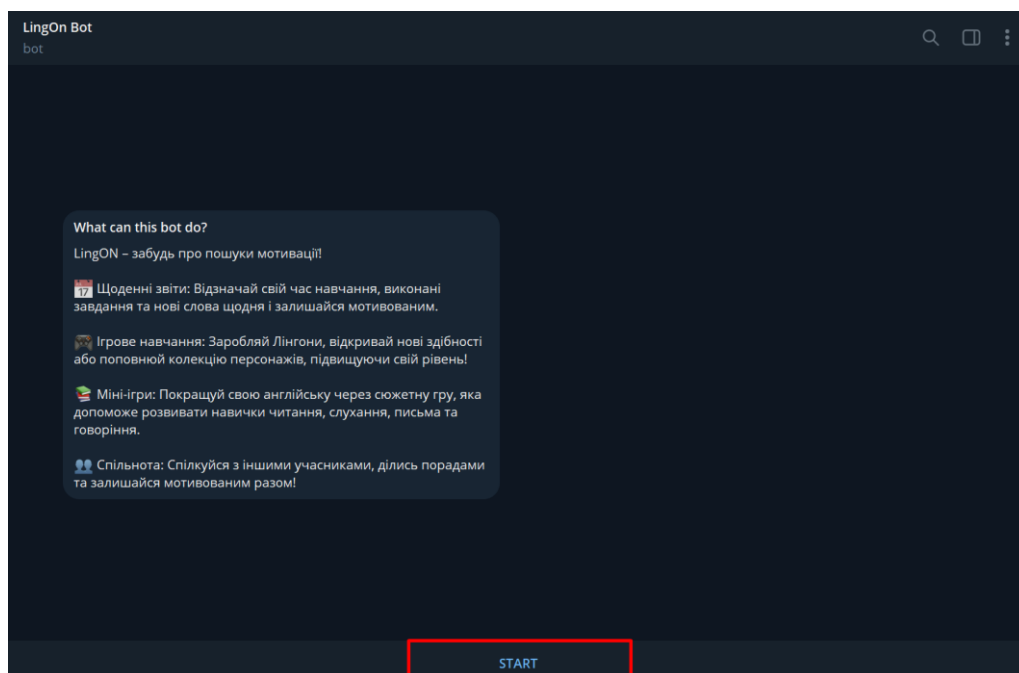 LingOn Bot
bot
What can this bot do?
LingON – забудь про пошуки мотивації!
17 Щоденні звіти: Відзначай свій час навчання, виконані
завдання та нові слова щодня і залишайся мотивованим.
Ігрове навчання: Заробляй Лінгони, відкривай нові здібності
або поповнюй колекцію персонажів, підвищуючи свій рівень!
Міні-ігри: Покращуй свою англійську через сюжетну гру, яка
допоможе розвивати навички читання, слухання, письма та
говоріння.
Спільнота: Спілкуйся з іншими учасниками, ділись порадами
та залишайся мотивованим разом!
START